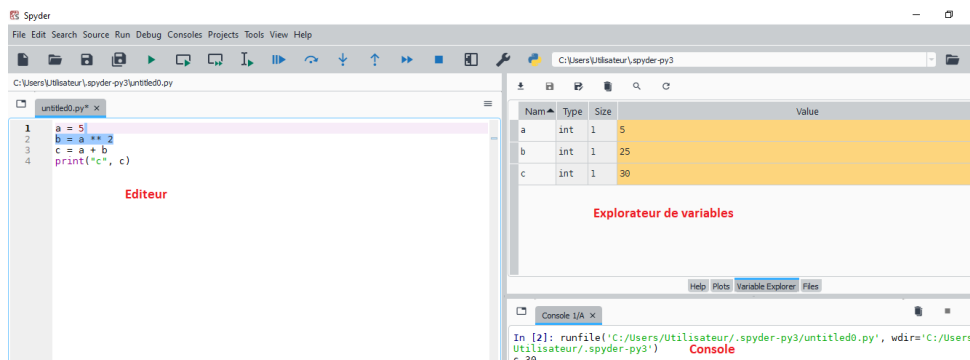 Spyder
File Edit Search Source Run Debug Consoles Projects Tools View Help
C:\Users\Utilisateur\.spyder-py3
C:\Users\Utilisateur\.spyder-py3\untitled0.py
untitled0.py* ×
1 a = 5
2 b = a ** 2
3 c = a + b
4 print("c", c)
Editeur
Nam Type Size Value
a int 1 5
b int 1 25
c int 1 30
Explorateur de variables
Help Plots Variable Explorer Files
Console 1/A ×
In [2]: runfile('C:/Users/Utilisateur/.spyder-py3/untitled0.py', wdir='C:/Users
Utilisateur/.spyder-py3')
Console
c 30